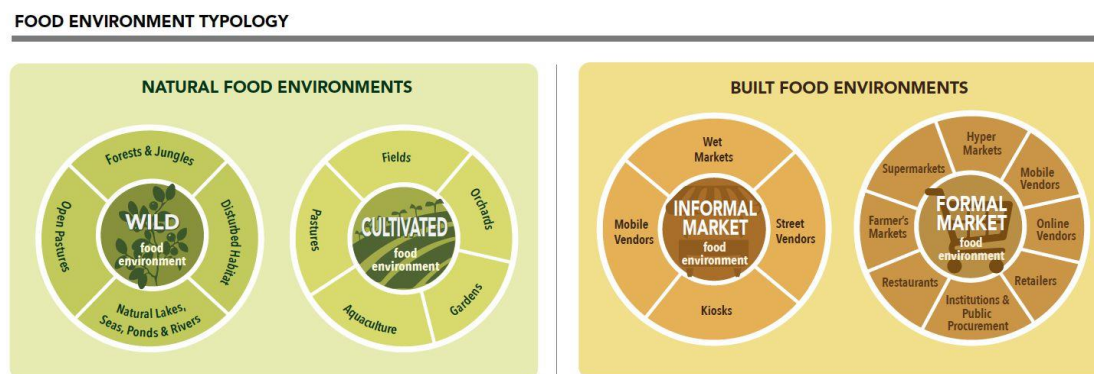 FOOD ENVIRONMENT TYPOLOGY
NATURAL FOOD ENVIRONMENTS
Forests & Jungles
Open Pastures
WILD
food
environment
Disturbed Habitat
Natural Lakes,
Seas, Ponds & Rivers
Fields
Orchards
Pastures
CULTIVATED
food
environment
Gardens
Aquaculture
BUILT FOOD ENVIRONMENTS
Wet
Markets
Mobile
Vendors
INFORMAL
MARKET
food
environment
Street
Vendors
Kiosks
Hyper
Markets
Supermarkets
Mobile
Vendors
Farmer's
Markets
FORMAL
MARKET
food
environment
Online
Vendors
Restaurants
Retailers
Institutions &
Public
Procurement